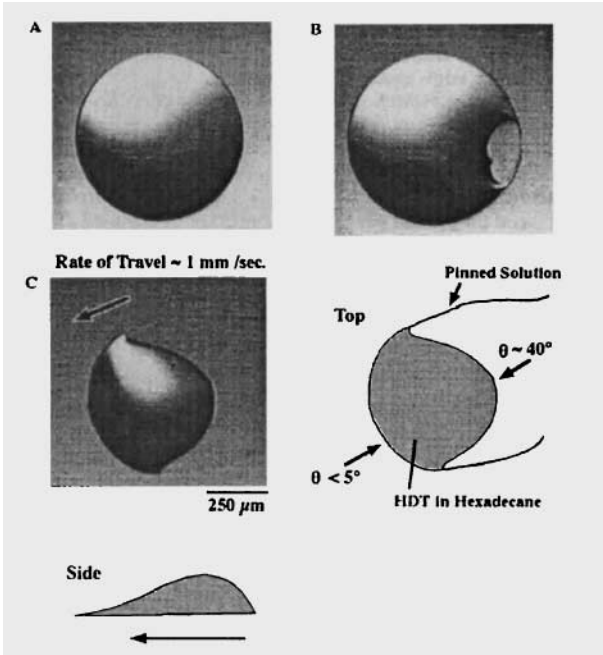 A
B
Rate of Travel ~ 1 mm /sec.
C
Pinned Solution
Top
θ ~ 40°
θ < 5°
HDT in Hexadecane
250 μm
Side